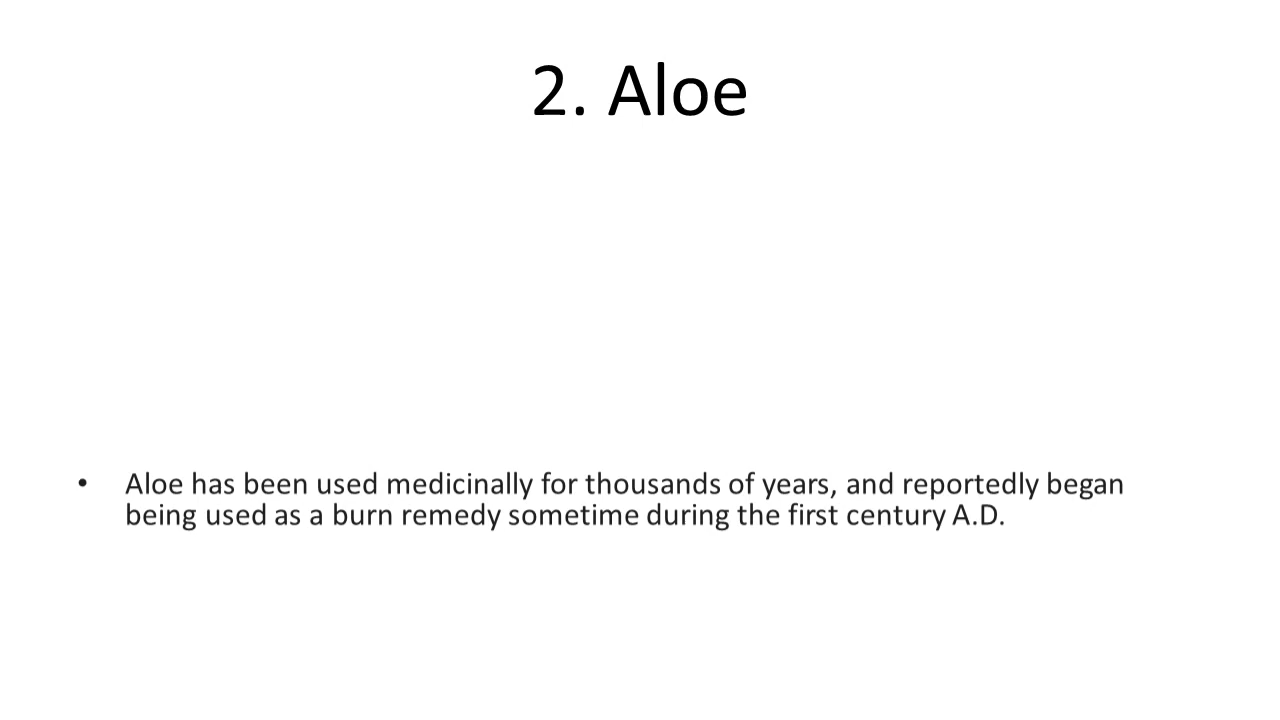 2. Aloe
• Aloe has been used medicinally for thousands of years, and reportedly began
being used as a burn remedy sometime during the first century A.D.